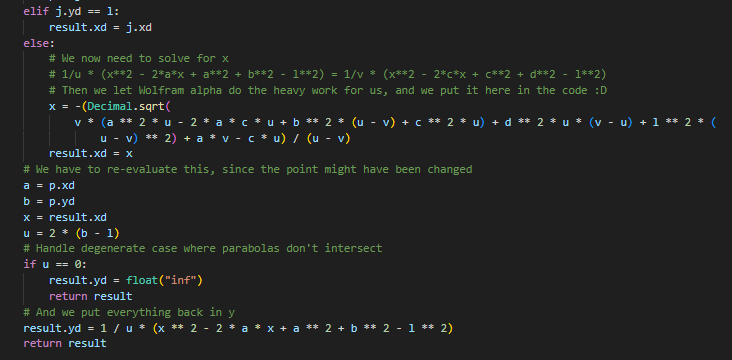 elif j.yd == l:
result.xd = j.xd
else:
# We now need to solve for x
# 1/u * (x**2 - 2*a*x + a**2 + b**2 - l**2) = 1/v * (x**2 - 2*c*x + c**2 + d**2 - l**2)
# Then we let Wolfram alpha do the heavy work for us, and we put it here in the code :D
x = -(Decimal.sqrt(
v * (a ** 2 * u - 2 * a * c * u + b ** 2 * (u - v) + c ** 2 * u) + d ** 2 * u * (v - u) + l ** 2 * (
u - v) ** 2) + a * v - c * u) / (u - v)
result.xd = x
# We have to re-evaluate this, since the point might have been changed
a = p.xd
b = p.yd
x = result.xd
u = 2 * (b - l)
# Handle degenerate case where parabolas don't intersect
if u == 0:
result.yd = float("inf")
return result
# And we put everything back in y
result.yd = 1 / u * (x ** 2 - 2 * a * x + a ** 2 + b ** 2 - l ** 2)
return result